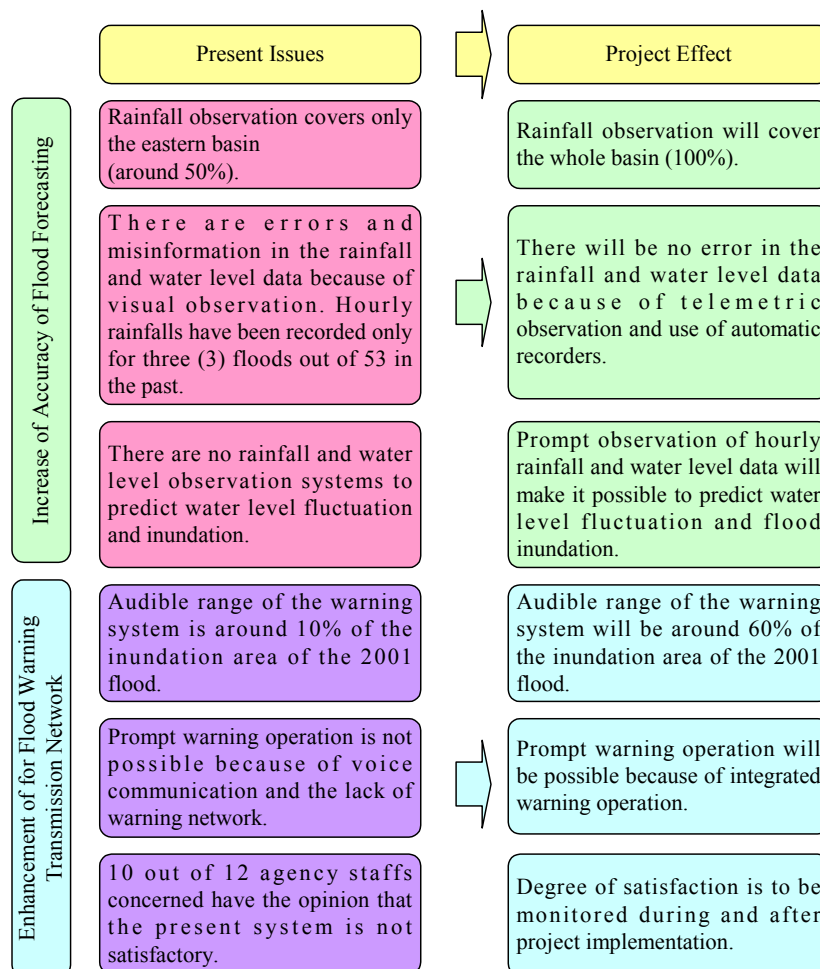 Present Issues
Project Effect
Increase of Accuracy of Flood Forecasting
Rainfall observation covers only
the eastern basin
(around 50%).
Rainfall observation will cover
the whole basin (100%).
There are errors and
misinformation in the rainfall
and water level data because of
visual observation. Hourly
rainfalls have been recorded only
for three (3) floods out of 53 in
the past.
There will be no error in the
rainfall and water level data
because of telemetric
observation and use of automatic
recorders.
There are no rainfall and water
level observation systems to
predict water level fluctuation
and inundation.
Prompt observation of hourly
rainfall and water level data will
make it possible to predict water
level fluctuation and flood
inundation.
Enhancement of for Flood Warning
Transmission Network
Audible range of the warning
system is around 10% of the
inundation area of the 2001
flood.
Audible range of the warning
system will be around 60% of
the inundation area of the 2001
flood.
Prompt warning operation is not
possible because of voice
communication and the lack of
warning network.
Prompt warning operation will
be possible because of integrated
warning operation.
10 out of 12 agency staffs
concerned have the opinion that
the present system is not
satisfactory.
Degree of satisfaction is to be
monitored during and after
project implementation.